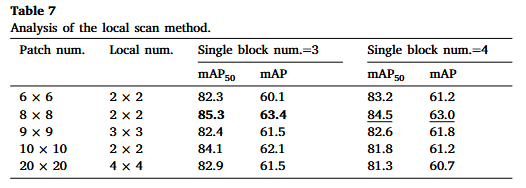 Table 7
Analysis of the local scan method.
Patch num. Local num. Single block num.=3 Single block num.=4
mAP50 mAP mAP50 mAP
6 × 6 2 × 2 82.3 60.1 83.2 61.2
8 × 8 2 × 2 85.3 63.4 84.5 63.0
9 × 9 3 × 3 82.4 61.5 82.6 61.8
10 × 10 2 × 2 84.1 62.1 81.8 61.2
20 × 20 4 × 4 82.9 61.5 81.3 60.7